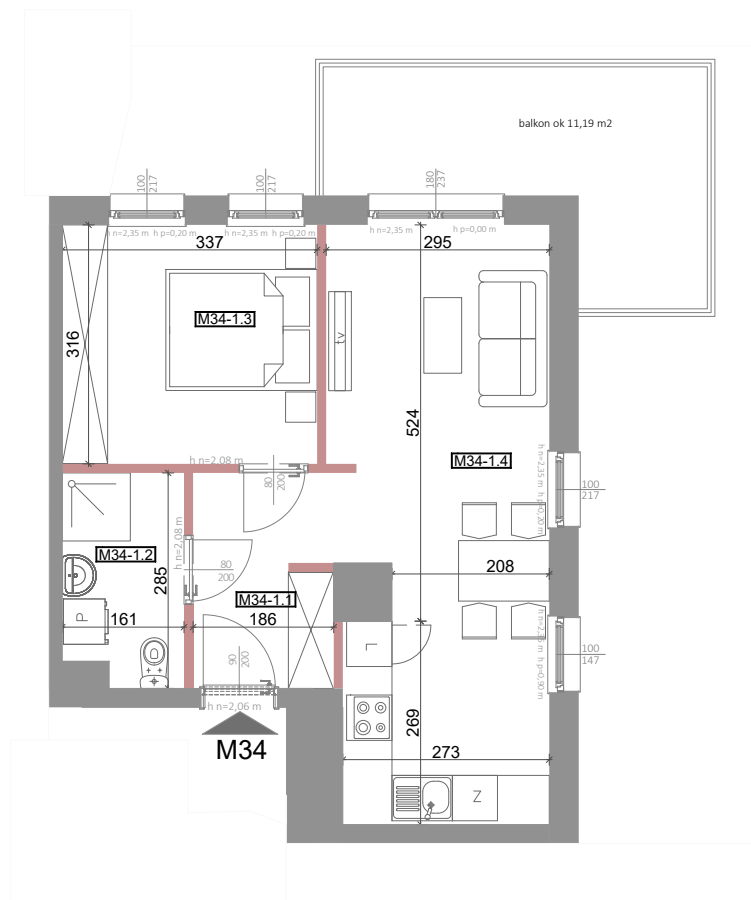 balkon ok 11,19 m2
100
217
100
217
180
237
h n=2,35 m h p=0,20 m
h n=2,35 m h p=0,20 m
h n=2,35 m
h p=0,00 m
337
295
M34-1.3
316
tv
524
M34-1.4
h n=2,35 m h p=0,20 m
100
217
h n=2,08 m
80
200
h n=2,08 m
M34-1.2
285
80
200
208
M34-1.1
P
161
186
L
h n=2,35 m h p=0,90 m
100
147
90
200
h n=2,06 m
M34
269
273
Z